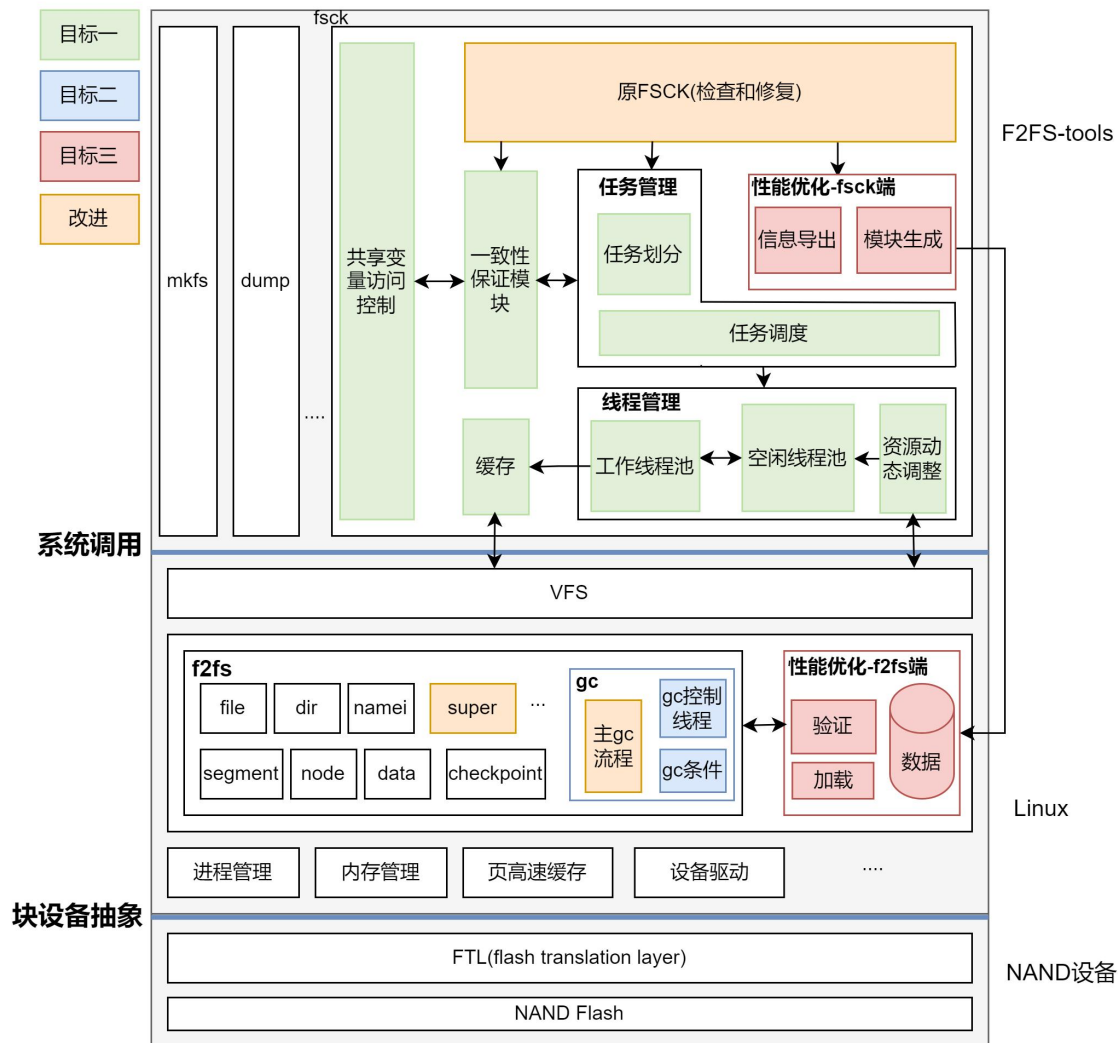 fsck
目标一
目标二
目标三
改进
F2FS-tools
mkfs
dump
....
共享变
量访问
控制
原FSCK(检查和修复)
一致性
保证模
块
任务管理
任务划分
任务调度
性能优化-fsck端
信息导出
模块生成
线程管理
缓存
工作线程池
空闲线程池
资源动
态调整
系统调用
VFS
f2fs
file
dir
namei
super
...
segment
node
data
checkpoint
gc
主gc
流程
gc控制
线程
gc条件
性能优化-f2fs端
验证
加载
数据
Linux
进程管理
内存管理
页高速缓存
设备驱动
....
块设备抽象
FTL(flash translation layer)
NAND设备
NAND Flash